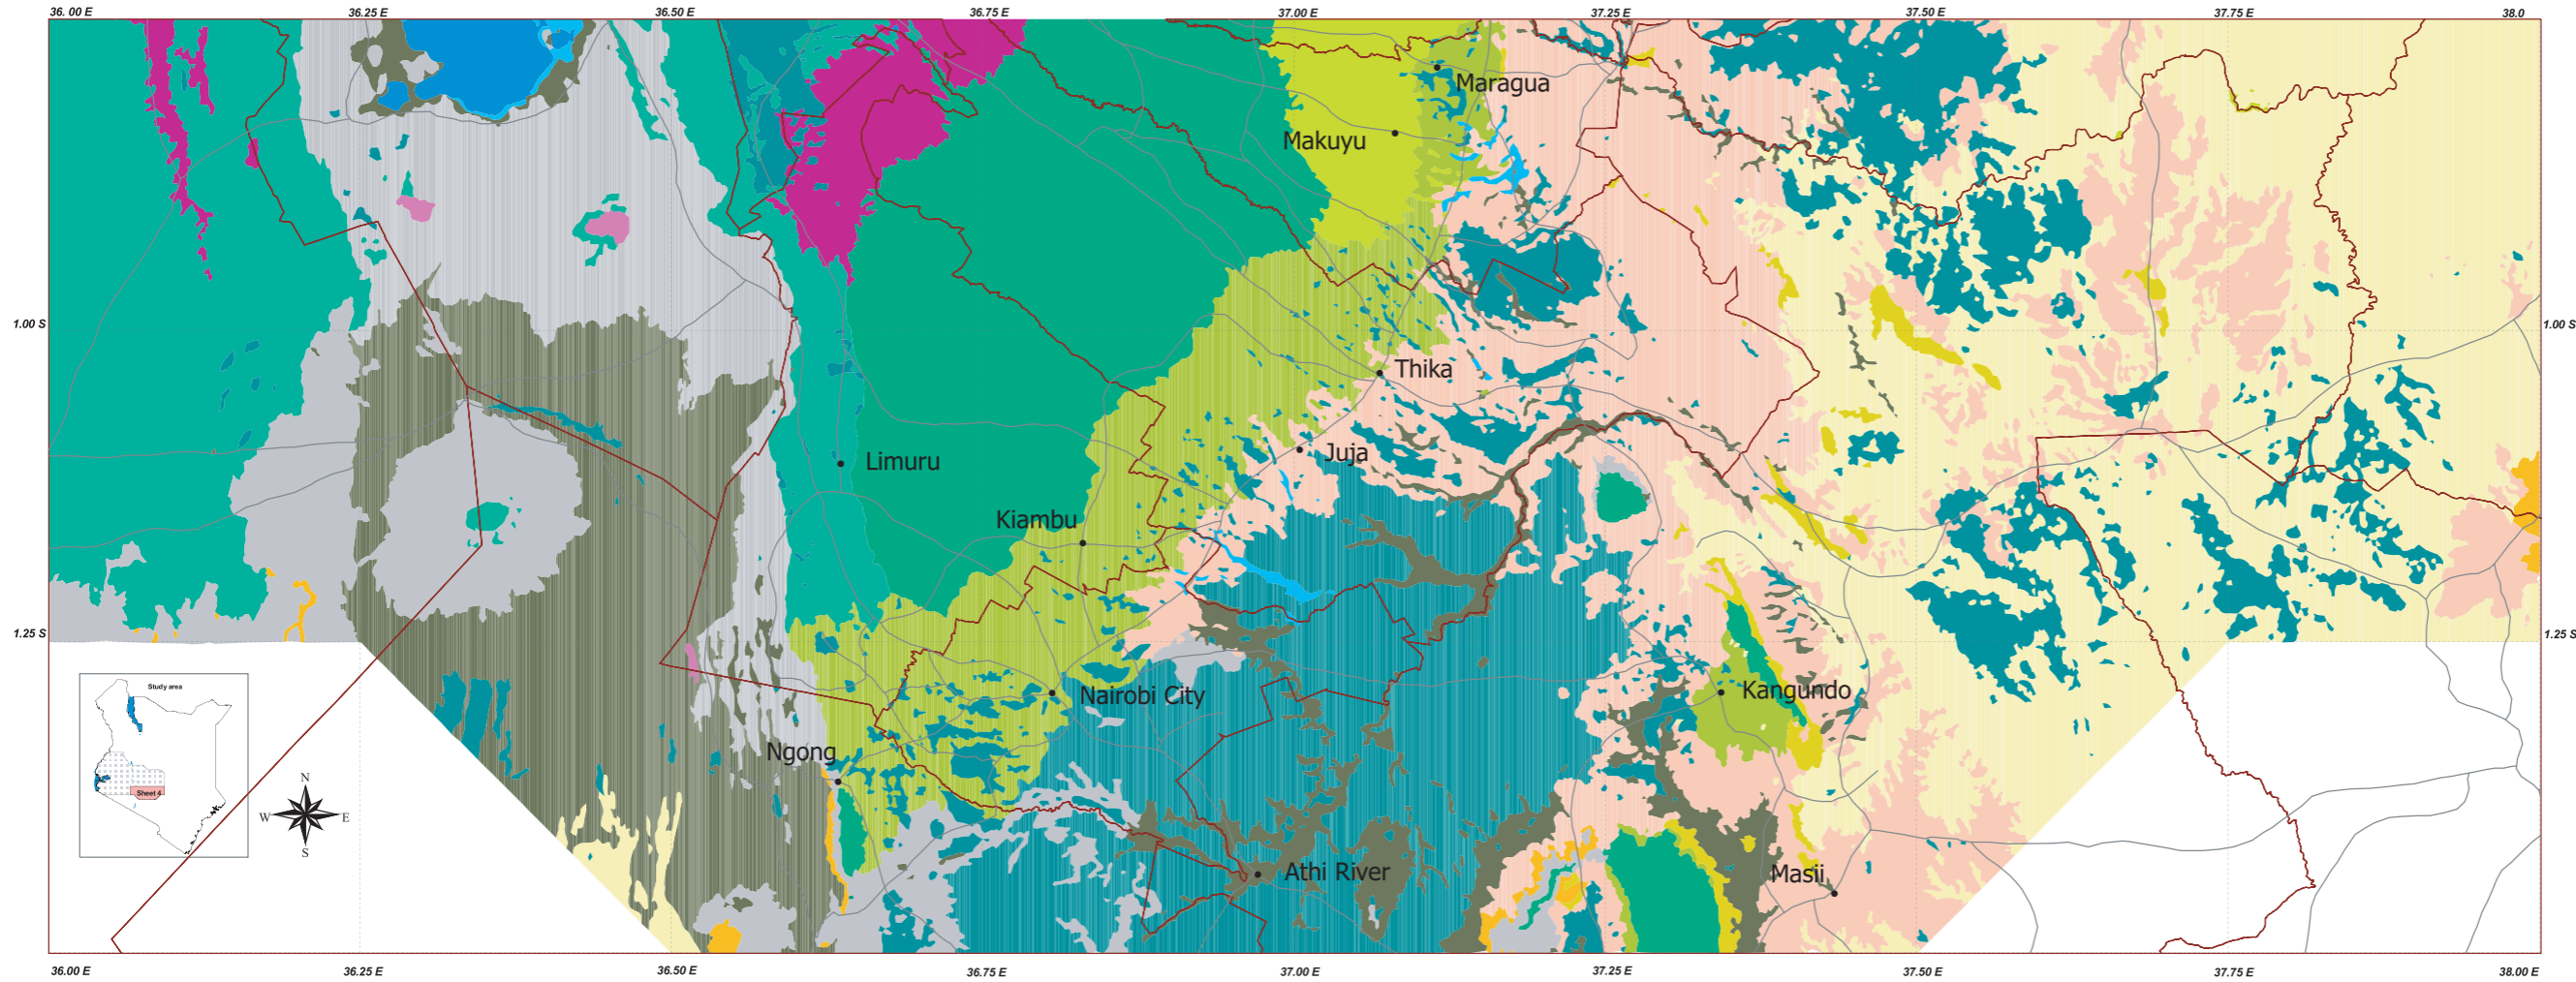 36. 00 E
36.25 E
36.50 E
36.75 E
37.00 E
37.25 E
37.50 E
37.75 E
38.0
Maragua
Makuyu
1.00 S
1.00 S
Thika
Juja
Limuru
Kiambu
1.25 S
1.25 S
Study area
Sheet 4
N
W
E
S
Nairobi City
Kangundo
Ngong
Athi River
Masii
36.00 E
36.25 E
36.50 E
36.75 E
37.00 E
37.25 E
37.50 E
37.75 E
38.00 E